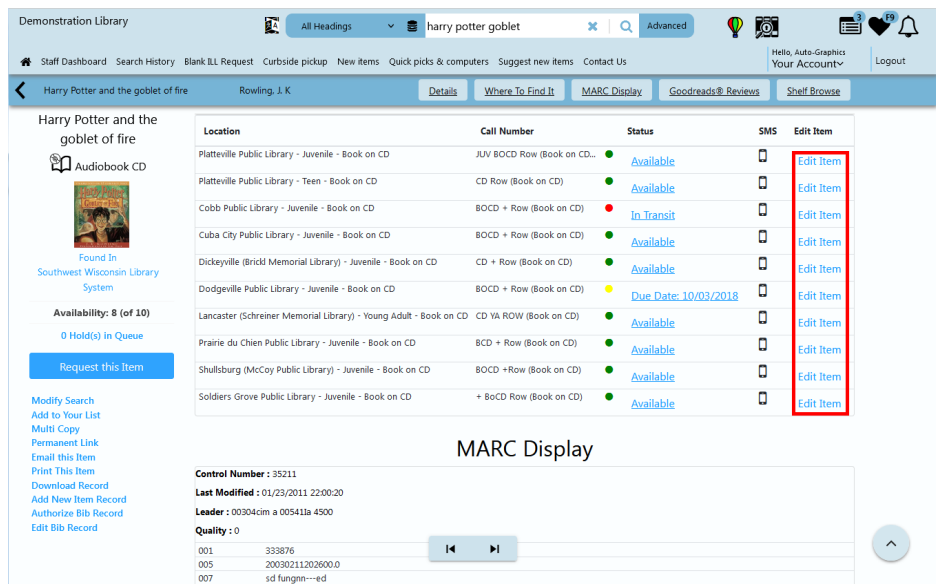 Demonstration Library
All Headings
harry potter goblet
Advanced
3
F9
Staff Dashboard Search History Blank ILL Request Curbside pickup New items Quick picks & computers Suggest new items Contact Us
Hello, Auto-Graphics
Your Account
Logout
Harry Potter and the goblet of fire Rowling, J. K Details Where To Find It MARC Display Goodreads® Reviews Shelf Browse
Harry Potter and the
goblet of fire
Audiobook CD
Found In
Southwest Wisconsin Library
System
Availability: 8 (of 10)
0 Hold(s) in Queue
Request this Item
Modify Search
Add to Your List
Multi Copy
Permanent Link
Email this Item
Print This Item
Download Record
Add New Item Record
Authorize Bib Record
Edit Bib Record
Location Call Number Status SMS Edit Item
Platteville Public Library - Juvenile - Book on CD JUV BOCD Row (Book on CD... Available Edit Item
Platteville Public Library - Teen - Book on CD CD Row (Book on CD) Available Edit Item
Cobb Public Library - Juvenile - Book on CD BOCD + Row (Book on CD) In Transit Edit Item
Cuba City Public Library - Juvenile - Book on CD BOCD + Row (Book on CD) Available Edit Item
Dickeyville (Brickl Memorial Library) - Juvenile - Book on CD CD + Row (Book on CD) Available Edit Item
Dodgeville Public Library - Juvenile - Book on CD BOCD + Row (Book on CD) Due Date: 10/03/2018 Edit Item
Lancaster (Schreiner Memorial Library) - Young Adult - Book on CD CD YA ROW (Book on CD) Available Edit Item
Prairie du Chien Public Library - Juvenile - Book on CD BCD + Row (Book on CD) Available Edit Item
Shullsburg (McCoy Public Library) - Juvenile - Book on CD BOCD +Row (Book on CD) Available Edit Item
Soldiers Grove Public Library - Juvenile - Book on CD + BoCD Row (Book on CD) Available Edit Item
MARC Display
Control Number : 35211
Last Modified : 01/23/2011 22:00:20
Leader : 00304cim a 00541Ia 4500
Quality : 0
001 333876
005 20030211202600.0
007 sd fungnn---ed